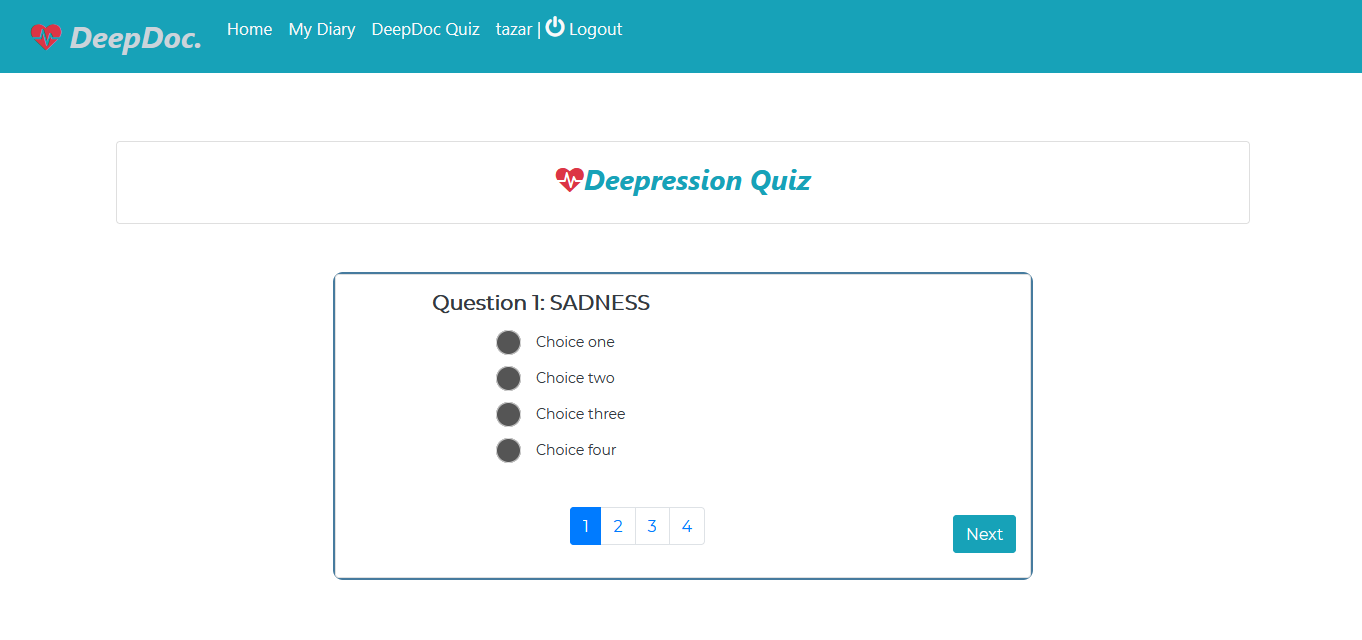 DeepDoc. Home My Diary DeepDoc Quiz tazar | Logout
Deepression Quiz
Question 1: SADNESS
Choice one
Choice two
Choice three
Choice four
1 2 3 4
Next